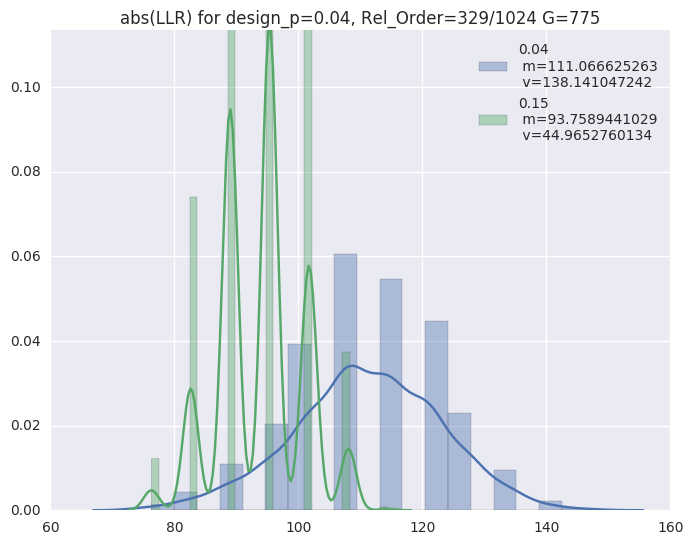 abs(LLR) for design_p=0.04, Rel_Order=329/1024 G=775
0.04
m=111.066625263
v=138.141047242
0.15
m=93.7589441029
v=44.9652760134
0.10
0.08
0.06
0.04
0.02
0.00
60 80 100 120 140 160